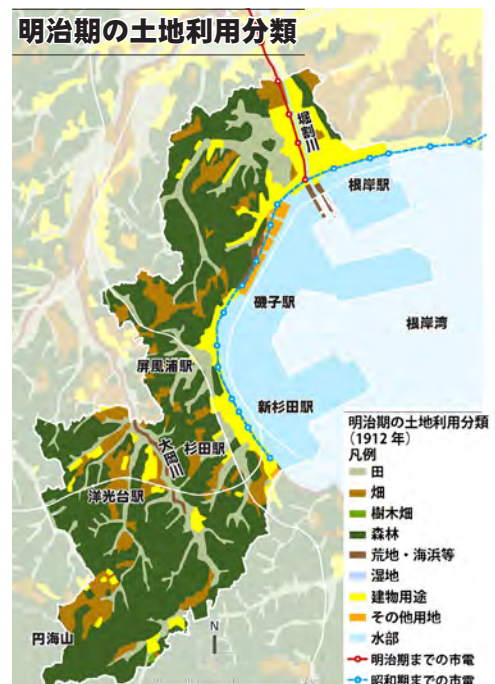 明治期の土地利用分類
堀割川
根岸駅
磯子駅
根岸湾
屏風浦駅
新杉田駅
杉田駅
大岡川
洋光台駅
円海山
N
明治期の土地利用分類
(1912 年)
凡例
田
畑
樹木畑
森林
荒地・海浜等
湿地
建物用途
その他用地
水部
明治期までの市電
昭和期までの市電